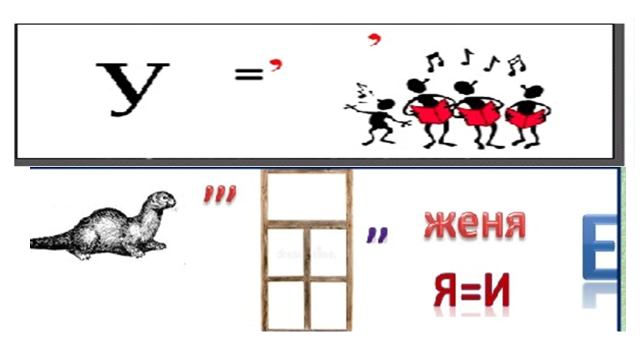 У =’ ’
’’’ ,, женя Е
Я=И